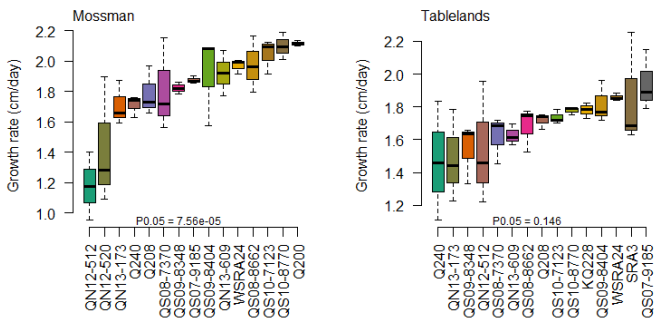 Mossman
Growth rate (cm/day)
2.2
2.0
1.8
1.6
1.4
1.2
1.0
P0.05 = 7.56e-05
QN12-512
QN12-520
QN13-173
Q240
Q208
QS08-7370
QS09-8348
QS07-9185
QS09-8404
QN13-609
WSRA24
QS08-8662
QS10-7123
QS10-8770
Q200
Tablelands
Growth rate (cm/day)
2.2
2.0
1.8
1.6
1.4
1.2
P0.05 = 0.146
Q240
QN13-173
QS09-8348
QN12-512
QS08-7370
QN13-609
QS08-8662
Q208
QS10-7123
QS10-8770
KQ228
QS09-8404
WSRA24
SRA3
QS07-9185